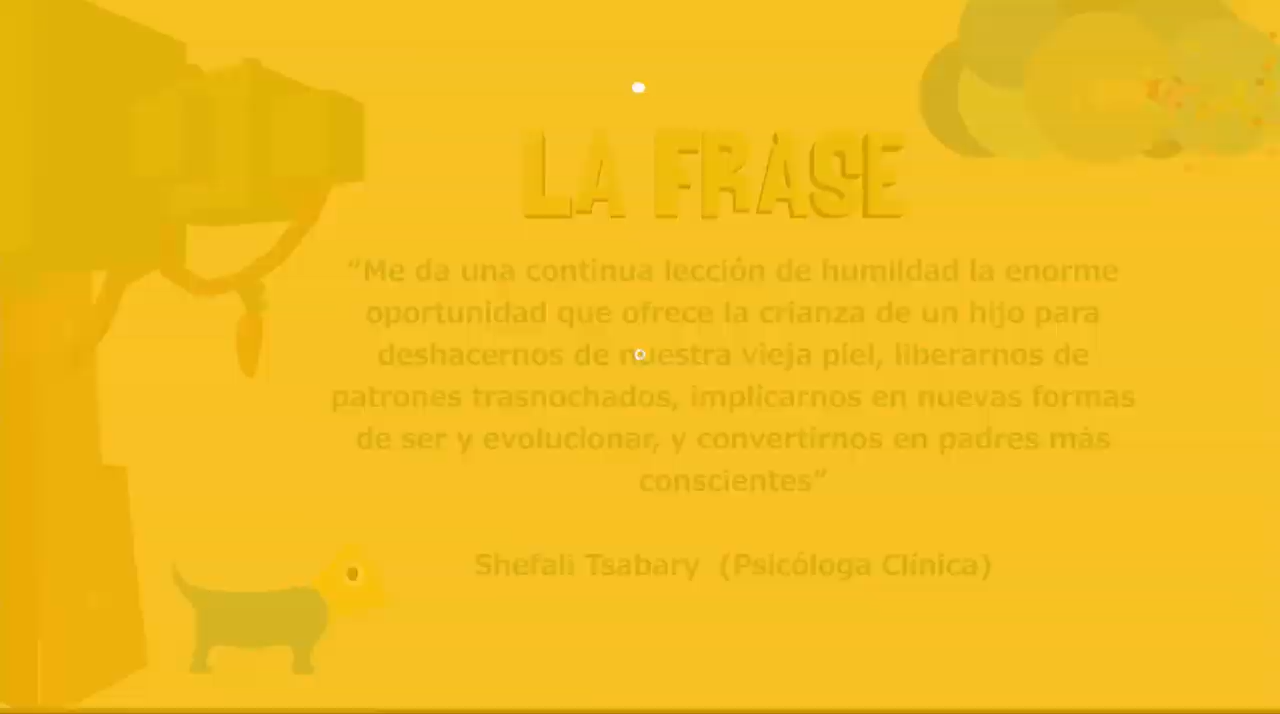 LA FRASE
“Me da una continua lección de humildad la enorme
oportunidad que ofrece la crianza de un hijo para
deshacernos de nuestra vieja piel, liberarnos de
patrones trasnochados, implicarnos en nuevas formas
de ser y evolucionar, y convertirnos en padres más
conscientes”
Shefali Tsabary (Psicóloga Clínica)